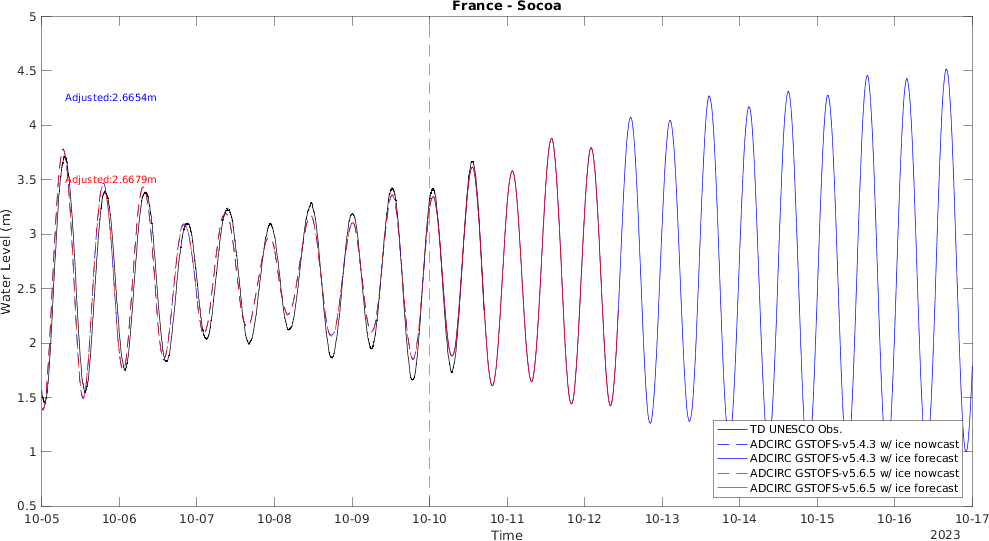 France - Socoa
5
4.5
4
3.5
3
2.5
2
1.5
1
0.5
Water Level (m)
Adjusted:2.6654m
Adjusted:2.6679m
TD UNESCO Obs.
ADCIRC GSTOFS-v5.4.3 w/ ice nowcast
ADCIRC GSTOFS-v5.4.3 w/ ice forecast
ADCIRC GSTOFS-v5.6.5 w/ ice nowcast
ADCIRC GSTOFS-v5.6.5 w/ ice forecast
10-05 10-06 10-07 10-08 10-09 10-10 10-11 10-12 10-13 10-14 10-15 10-16 10-17
Time
2023